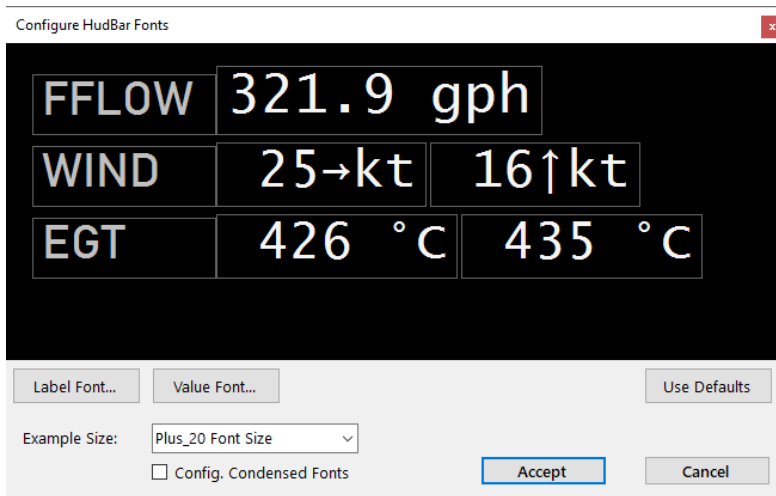 Configure HudBar Fonts
x
FFLOW 321.9 gph
WIND 25→kt 16↑kt
EGT 426 °C 435 °C
Label Font... Value Font... Use Defaults
Example Size: Plus_20 Font Size
Config. Condensed Fonts Accept Cancel